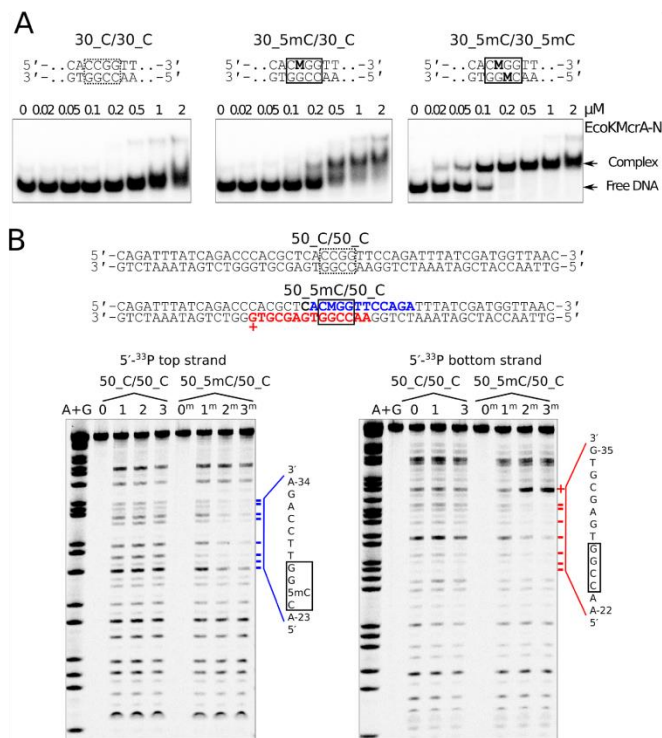 A
30_C/30_C 30_5mC/30_C 30_5mC/30_5mC
5′-..CACCGGTT..-3′ 5′-..CACMGGTT..-3′ 5′-..CACMGGTT..-3′
3′-..GTGGCCAA..-5′ 3′-..GTGGCCAA..-5′ 3′-..GTGGMCAA..-5′
0 0.02 0.05 0.1 0.2 0.5 1 2 0 0.02 0.05 0.1 0.2 0.5 1 2 0 0.02 0.05 0.1 0.2 0.5 1 2 µM
EcoKMcrA-N
Complex
Free DNA
B
50_C/50_C
5′-CAGATTTATCAGACCCACGCTCACCGGTTCCAGATTTATCGATGGTTAAC-3′
3′-GTCTAAATAGTCTGGGTGCGAGTGGCCAAGGTCTAAATAGCTACCAATTG-5′
50_5mC/50_C
5′-CAGATTTATCAGACCCACGCTCACMGGTTCCAGATTTATCGATGGTTAAC-3′
3′-GTCTAAATAGTCTGGGTGCGAGTGGCCAAGGTCTAAATAGCTACCAATTG-5′
+
5′-³³P top strand 5′-³³P bottom strand
50_C/50_C 50_5mC/50_C 50_C/50_C 50_5mC/50_C
A+G 0 1 2 3 0ᵐ 1ᵐ 2ᵐ 3ᵐ A+G 0 1 3 0ᵐ 1ᵐ 2ᵐ 3ᵐ
3′
A-34
G
A
C
C
T
T
G
G
5mC
C
A-23
5′
+
3′
G-35
T
G
C
G
A
G
T
G
G
C
C
A
A-22
5′